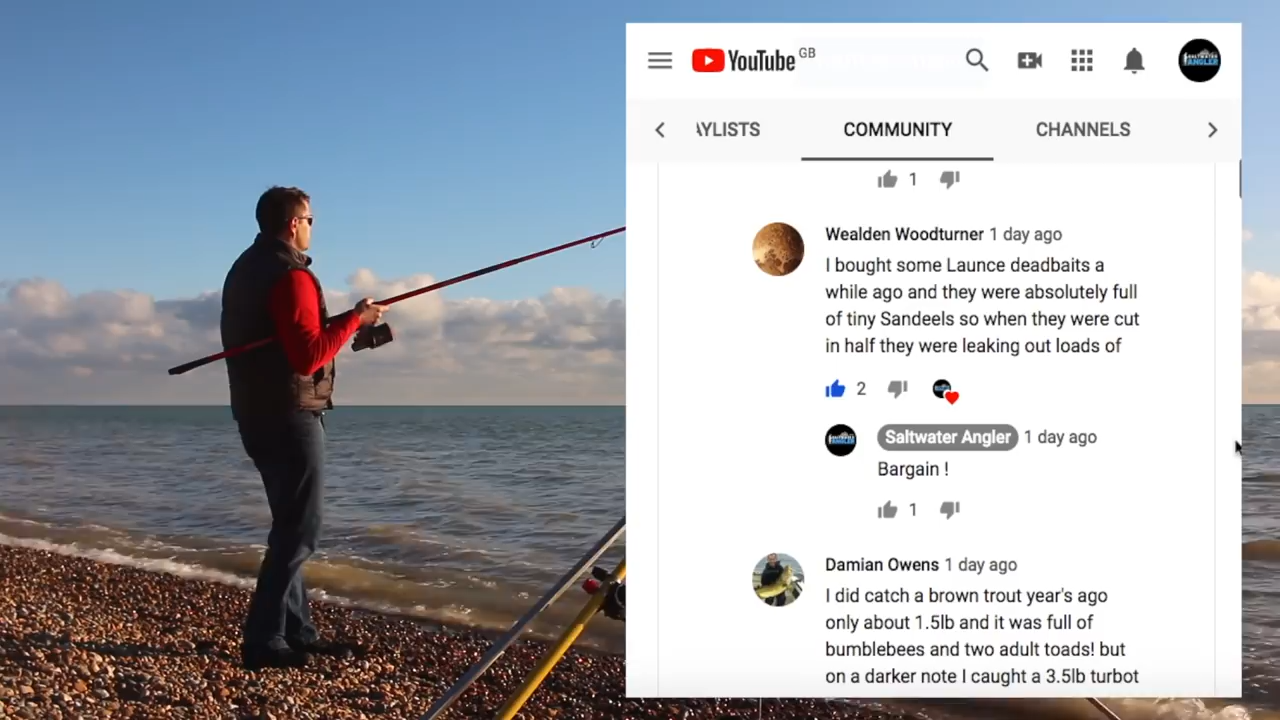 YouTube GB
SALTWATER
ANGLER
AYLISTS
COMMUNITY
CHANNELS
1
Wealden Woodturner 1 day ago
I bought some Launce deadbaits a
while ago and they were absolutely full
of tiny Sandeels so when they were cut
in half they were leaking out loads of
2
Saltwater Angler 1 day ago
Bargain !
1
Damian Owens 1 day ago
I did catch a brown trout year's ago
only about 1.5lb and it was full of
bumblebees and two adult toads! but
on a darker note I caught a 3.5lb turbot